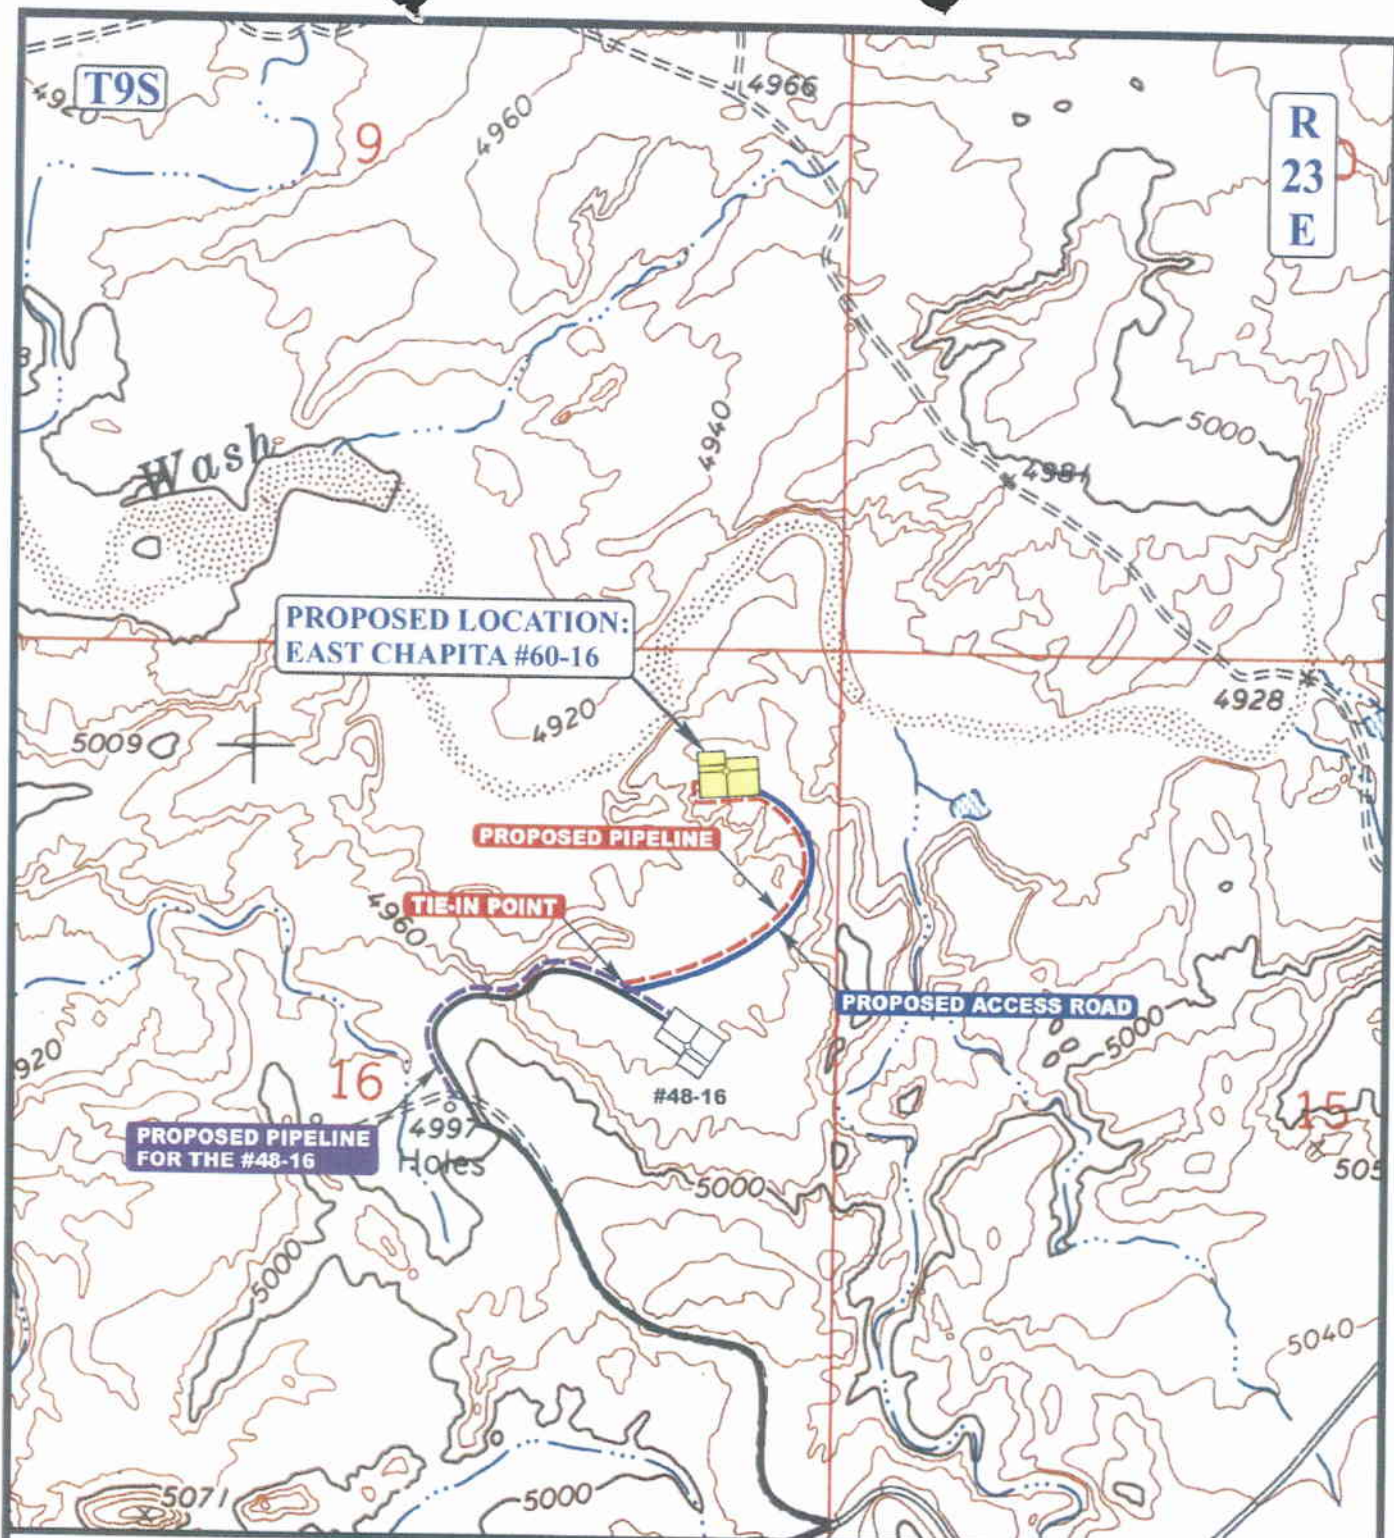 T9S
9
4960
4966
R
23
E
5000
4940
4981
Wash
PROPOSED LOCATION:
EAST CHAPITA #60-16
4920
4928
5009
PROPOSED PIPELINE
TIE-IN POINT
4960
PROPOSED ACCESS ROAD
5000
16
#48-16
15
4997
Holes
PROPOSED PIPELINE
FOR THE #48-16
5000
5000
5040
5071
5000